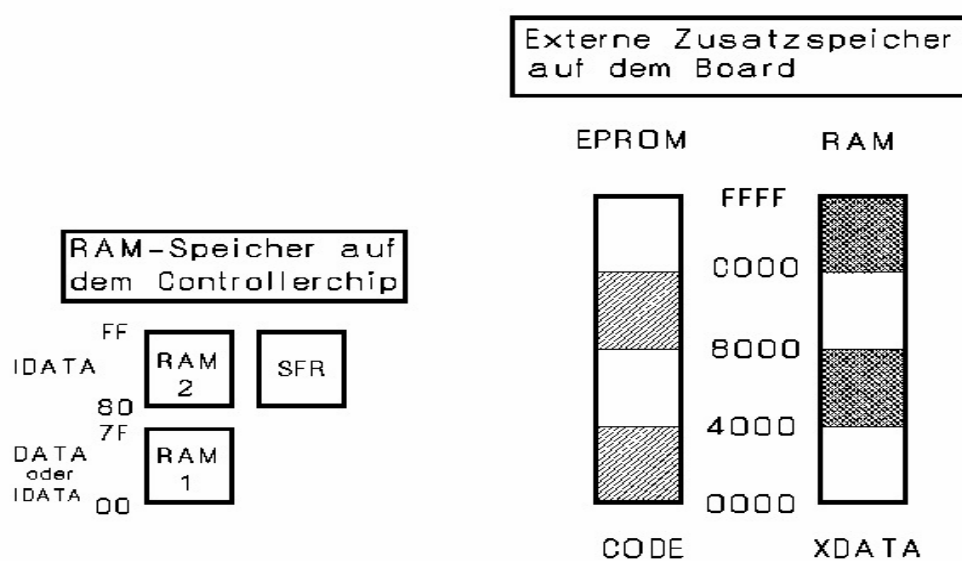 Externe Zusatzspeicher
auf dem Board
EPROM
RAM
FFFF
C000
8000
4000
0000
CODE
XDATA
RAM-Speicher auf
dem Controllerchip
FF
IDATA
80
RAM
2
SFR
7F
DATA
oder
IDATA
00
RAM
1